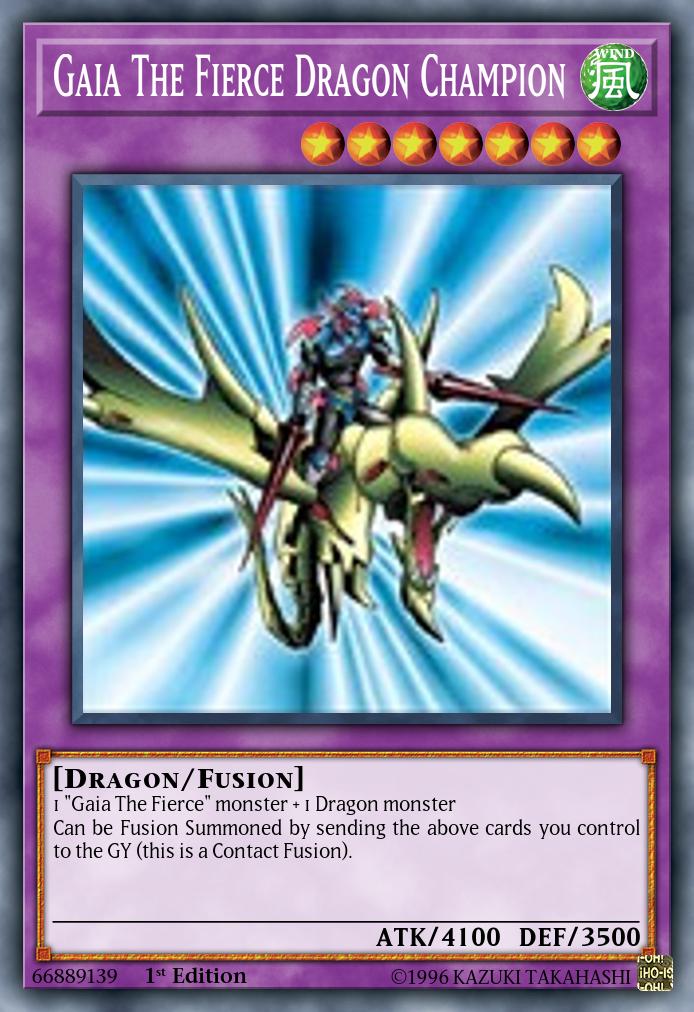 Gaia The Fierce Dragon Champion
WIND
風
[Dragon/Fusion]
1 "Gaia The Fierce" monster + 1 Dragon monster
Can be Fusion Summoned by sending the above cards you control
to the GY (this is a Contact Fusion).
ATK/4100 DEF/3500
66889139 1st Edition ©1996 KAZUKI TAKAHASHI